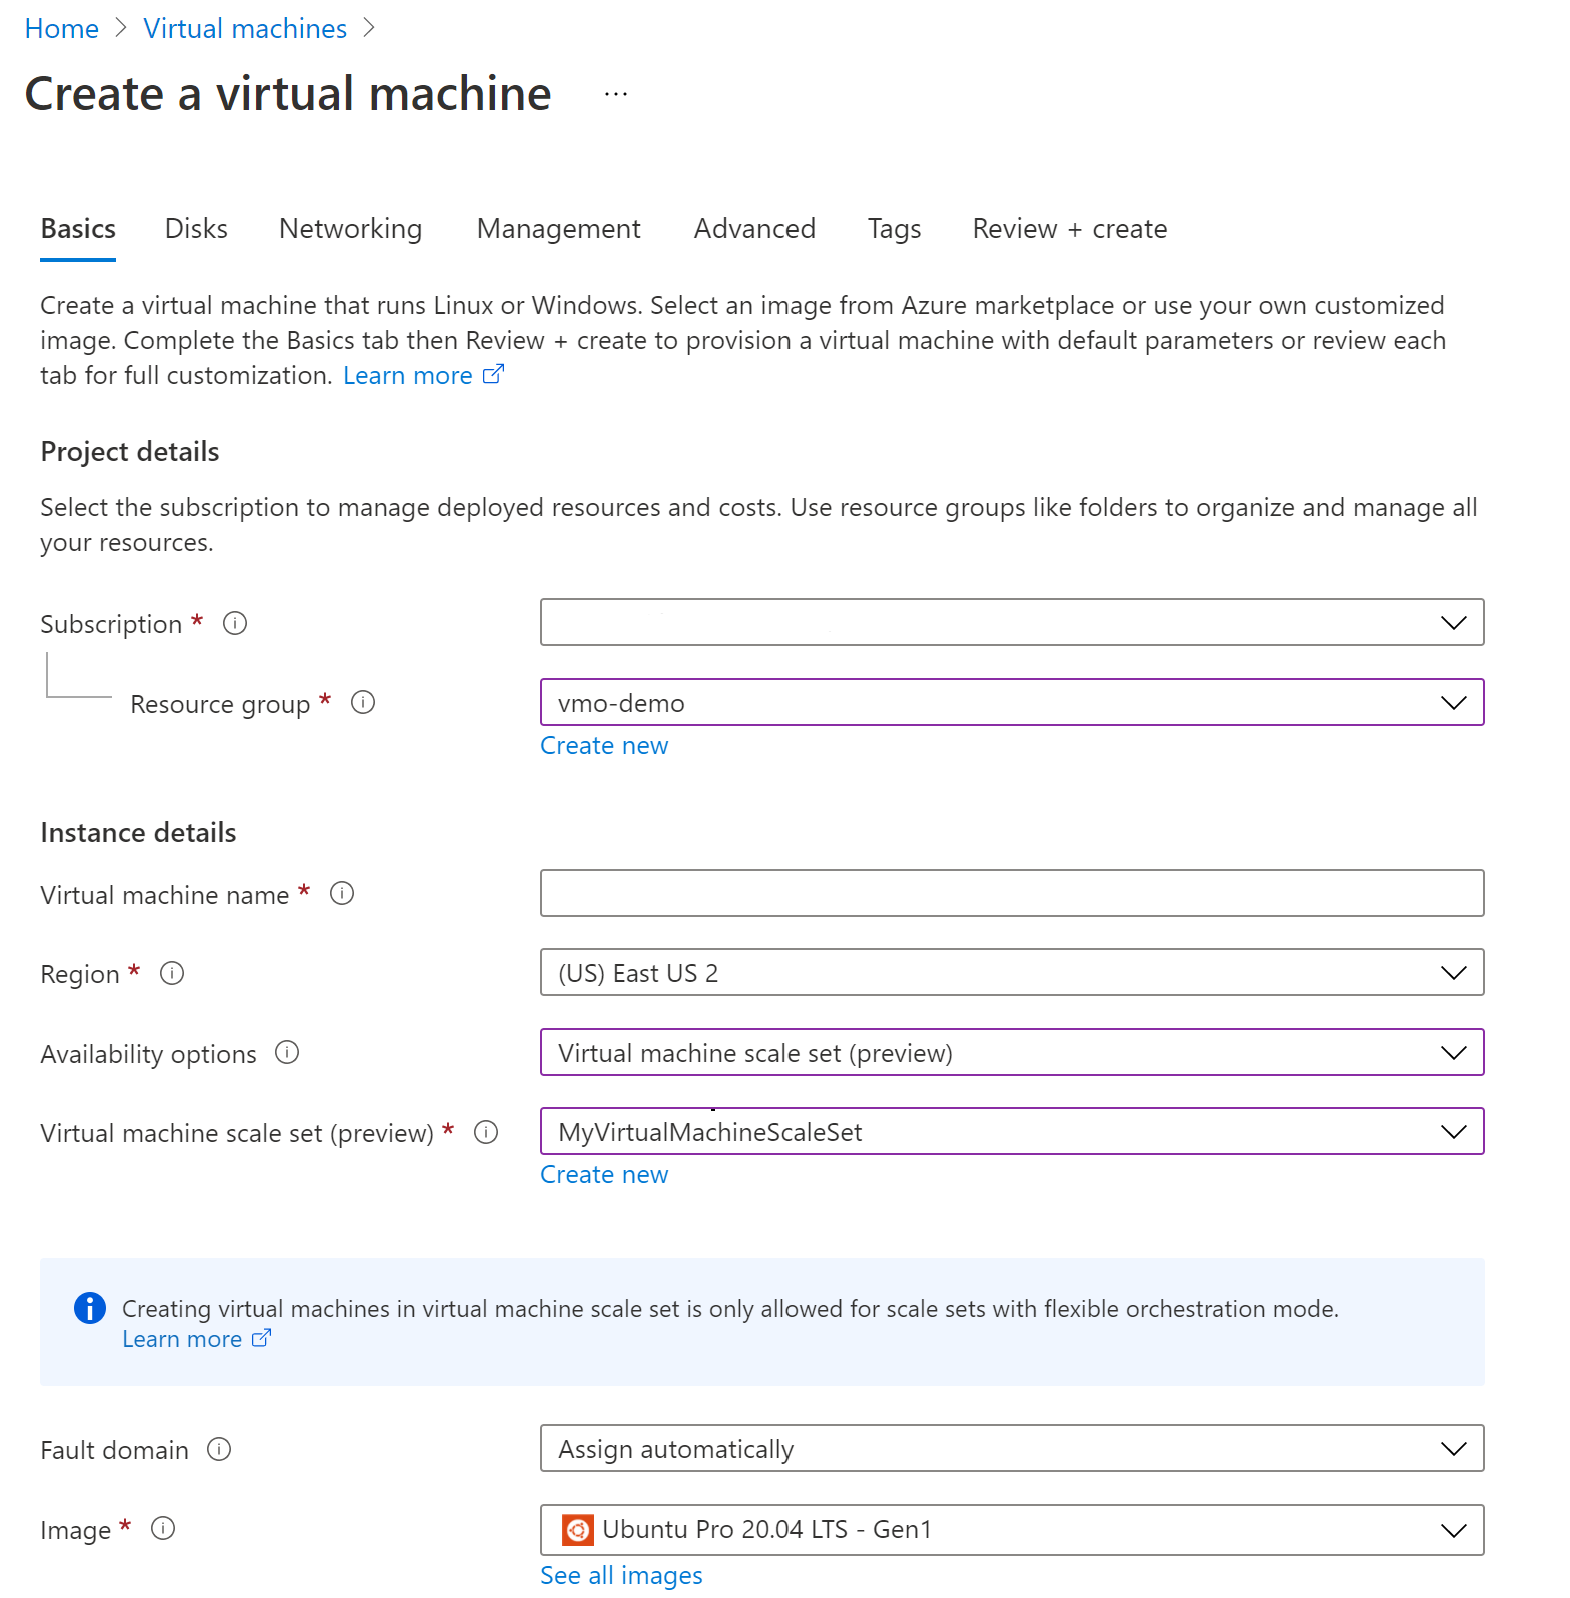 Home > Virtual machines >
Create a virtual machine ...
Basics Disks Networking Management Advanced Tags Review + create
Create a virtual machine that runs Linux or Windows. Select an image from Azure marketplace or use your own customized
image. Complete the Basics tab then Review + create to provision a virtual machine with default parameters or review each
tab for full customization. Learn more
Project details
Select the subscription to manage deployed resources and costs. Use resource groups like folders to organize and manage all
your resources.
Subscription *
Resource group * vmo-demo
Create new
Instance details
Virtual machine name *
Region * (US) East US 2
Availability options Virtual machine scale set (preview)
Virtual machine scale set (preview) * MyVirtualMachineScaleSet
Create new
Creating virtual machines in virtual machine scale set is only allowed for scale sets with flexible orchestration mode.
Learn more
Fault domain Assign automatically
Image * Ubuntu Pro 20.04 LTS - Gen1
See all images